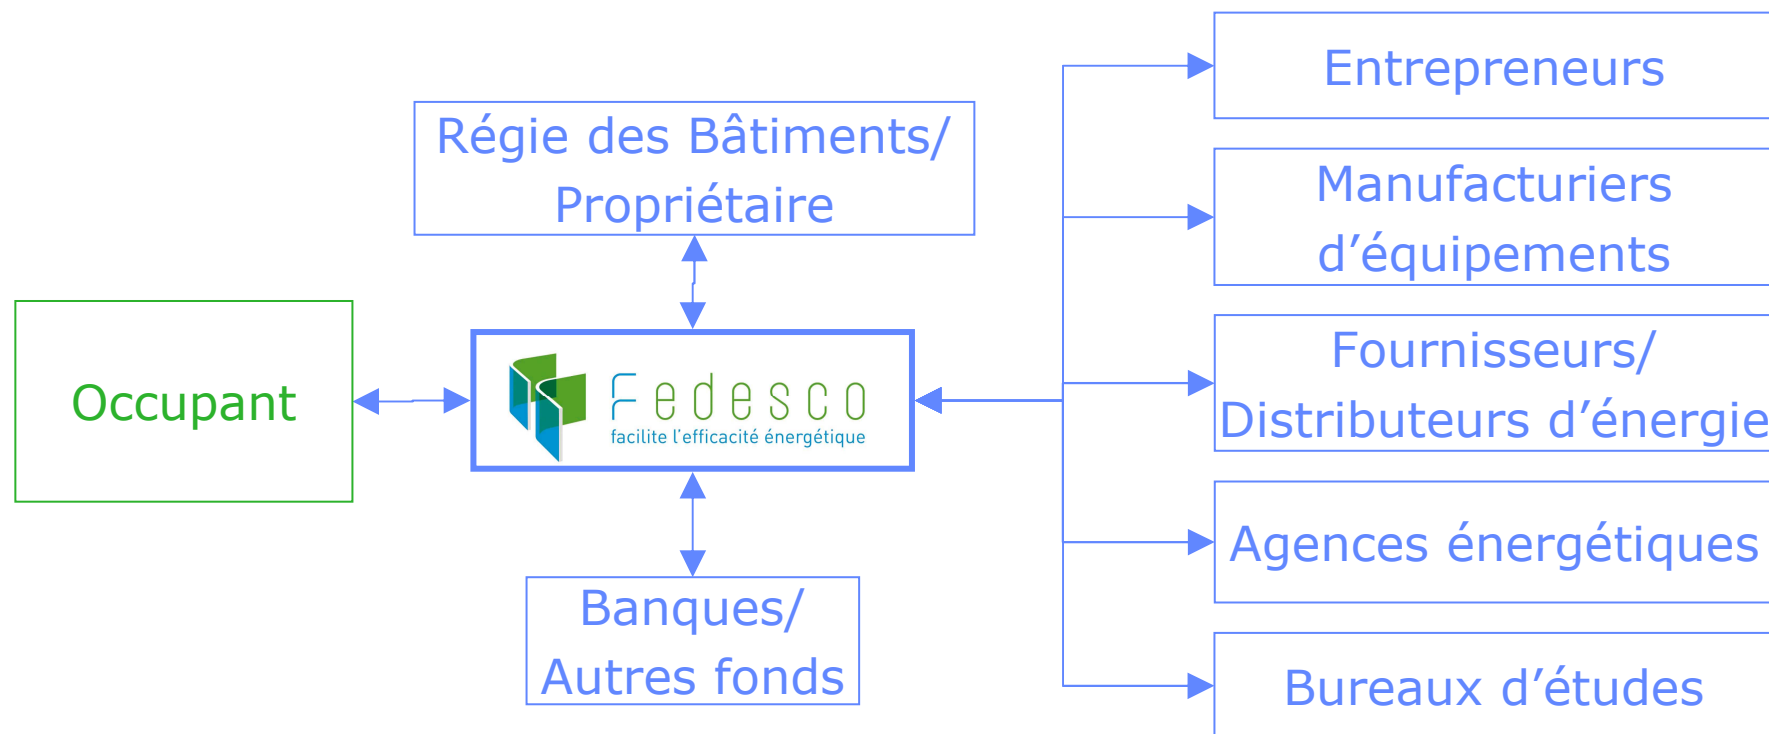 Régie des Bâtiments/
Propriétaire
Occupant
Fedesco
facilite l'efficacité énergétique
Banques/
Autres fonds
Entrepreneurs
Manufacturiers
d’équipements
Fournisseurs/
Distributeurs d’énergie
Agences énergétiques
Bureaux d’études